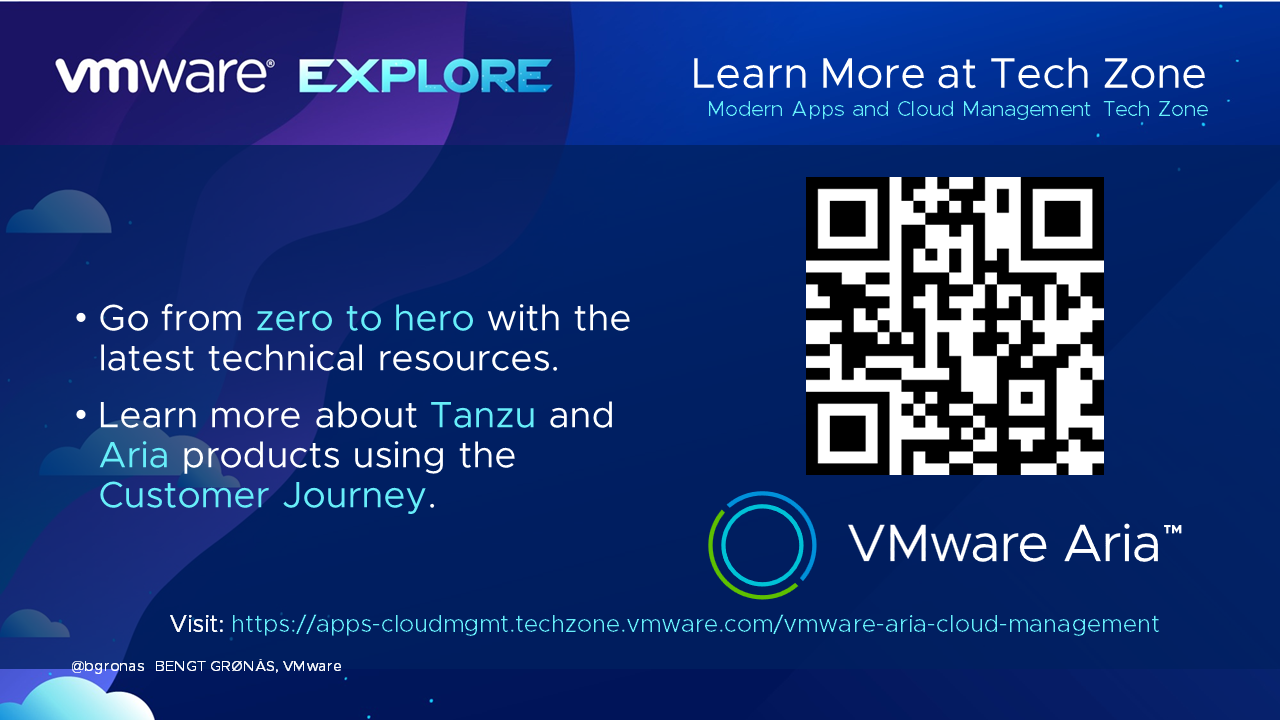 vmware® EXPLORE
Learn More at Tech Zone
Modern Apps and Cloud Management Tech Zone
• Go from zero to hero with the
latest technical resources.
• Learn more about Tanzu and
Aria products using the
Customer Journey.
VMware Aria™
Visit: https://apps-cloudmgmt.techzone.vmware.com/vmware-aria-cloud-management
@bgronas BENGT GRØNÅS, VMware